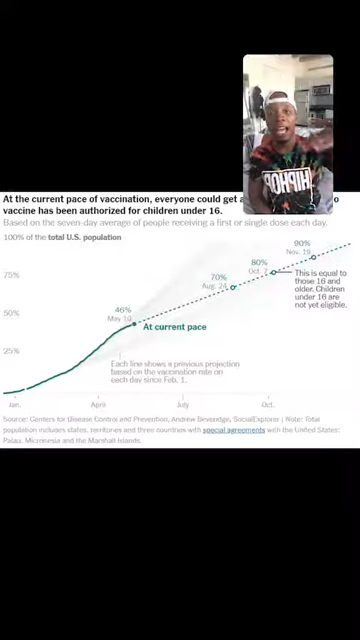 At the current pace of vaccination, everyone could get a o
vaccine has been authorized for children under 16.
Based on the seven-day average of people receiving a first or single dose each day.
100% of the total U.S. population
90%
Nov. 19
80%
Oct. 7
This is equal to
those 16 and
older. Children
under 16 are
not yet eligible.
75%
70%
Aug. 24
50%
46%
May 10
At current pace
25%
Each line shows a previous projection
based on the vaccination rate on
each day since Feb. 1.
Jan.
April
July
Oct.
Source: Centers for Disease Control and Prevention, Andrew Beveridge, SocialExplorer | Note: Total
population includes states, territories and three countries with special agreements with the United States:
Palau, Micronesia and the Marshall Islands.
HIPHOP